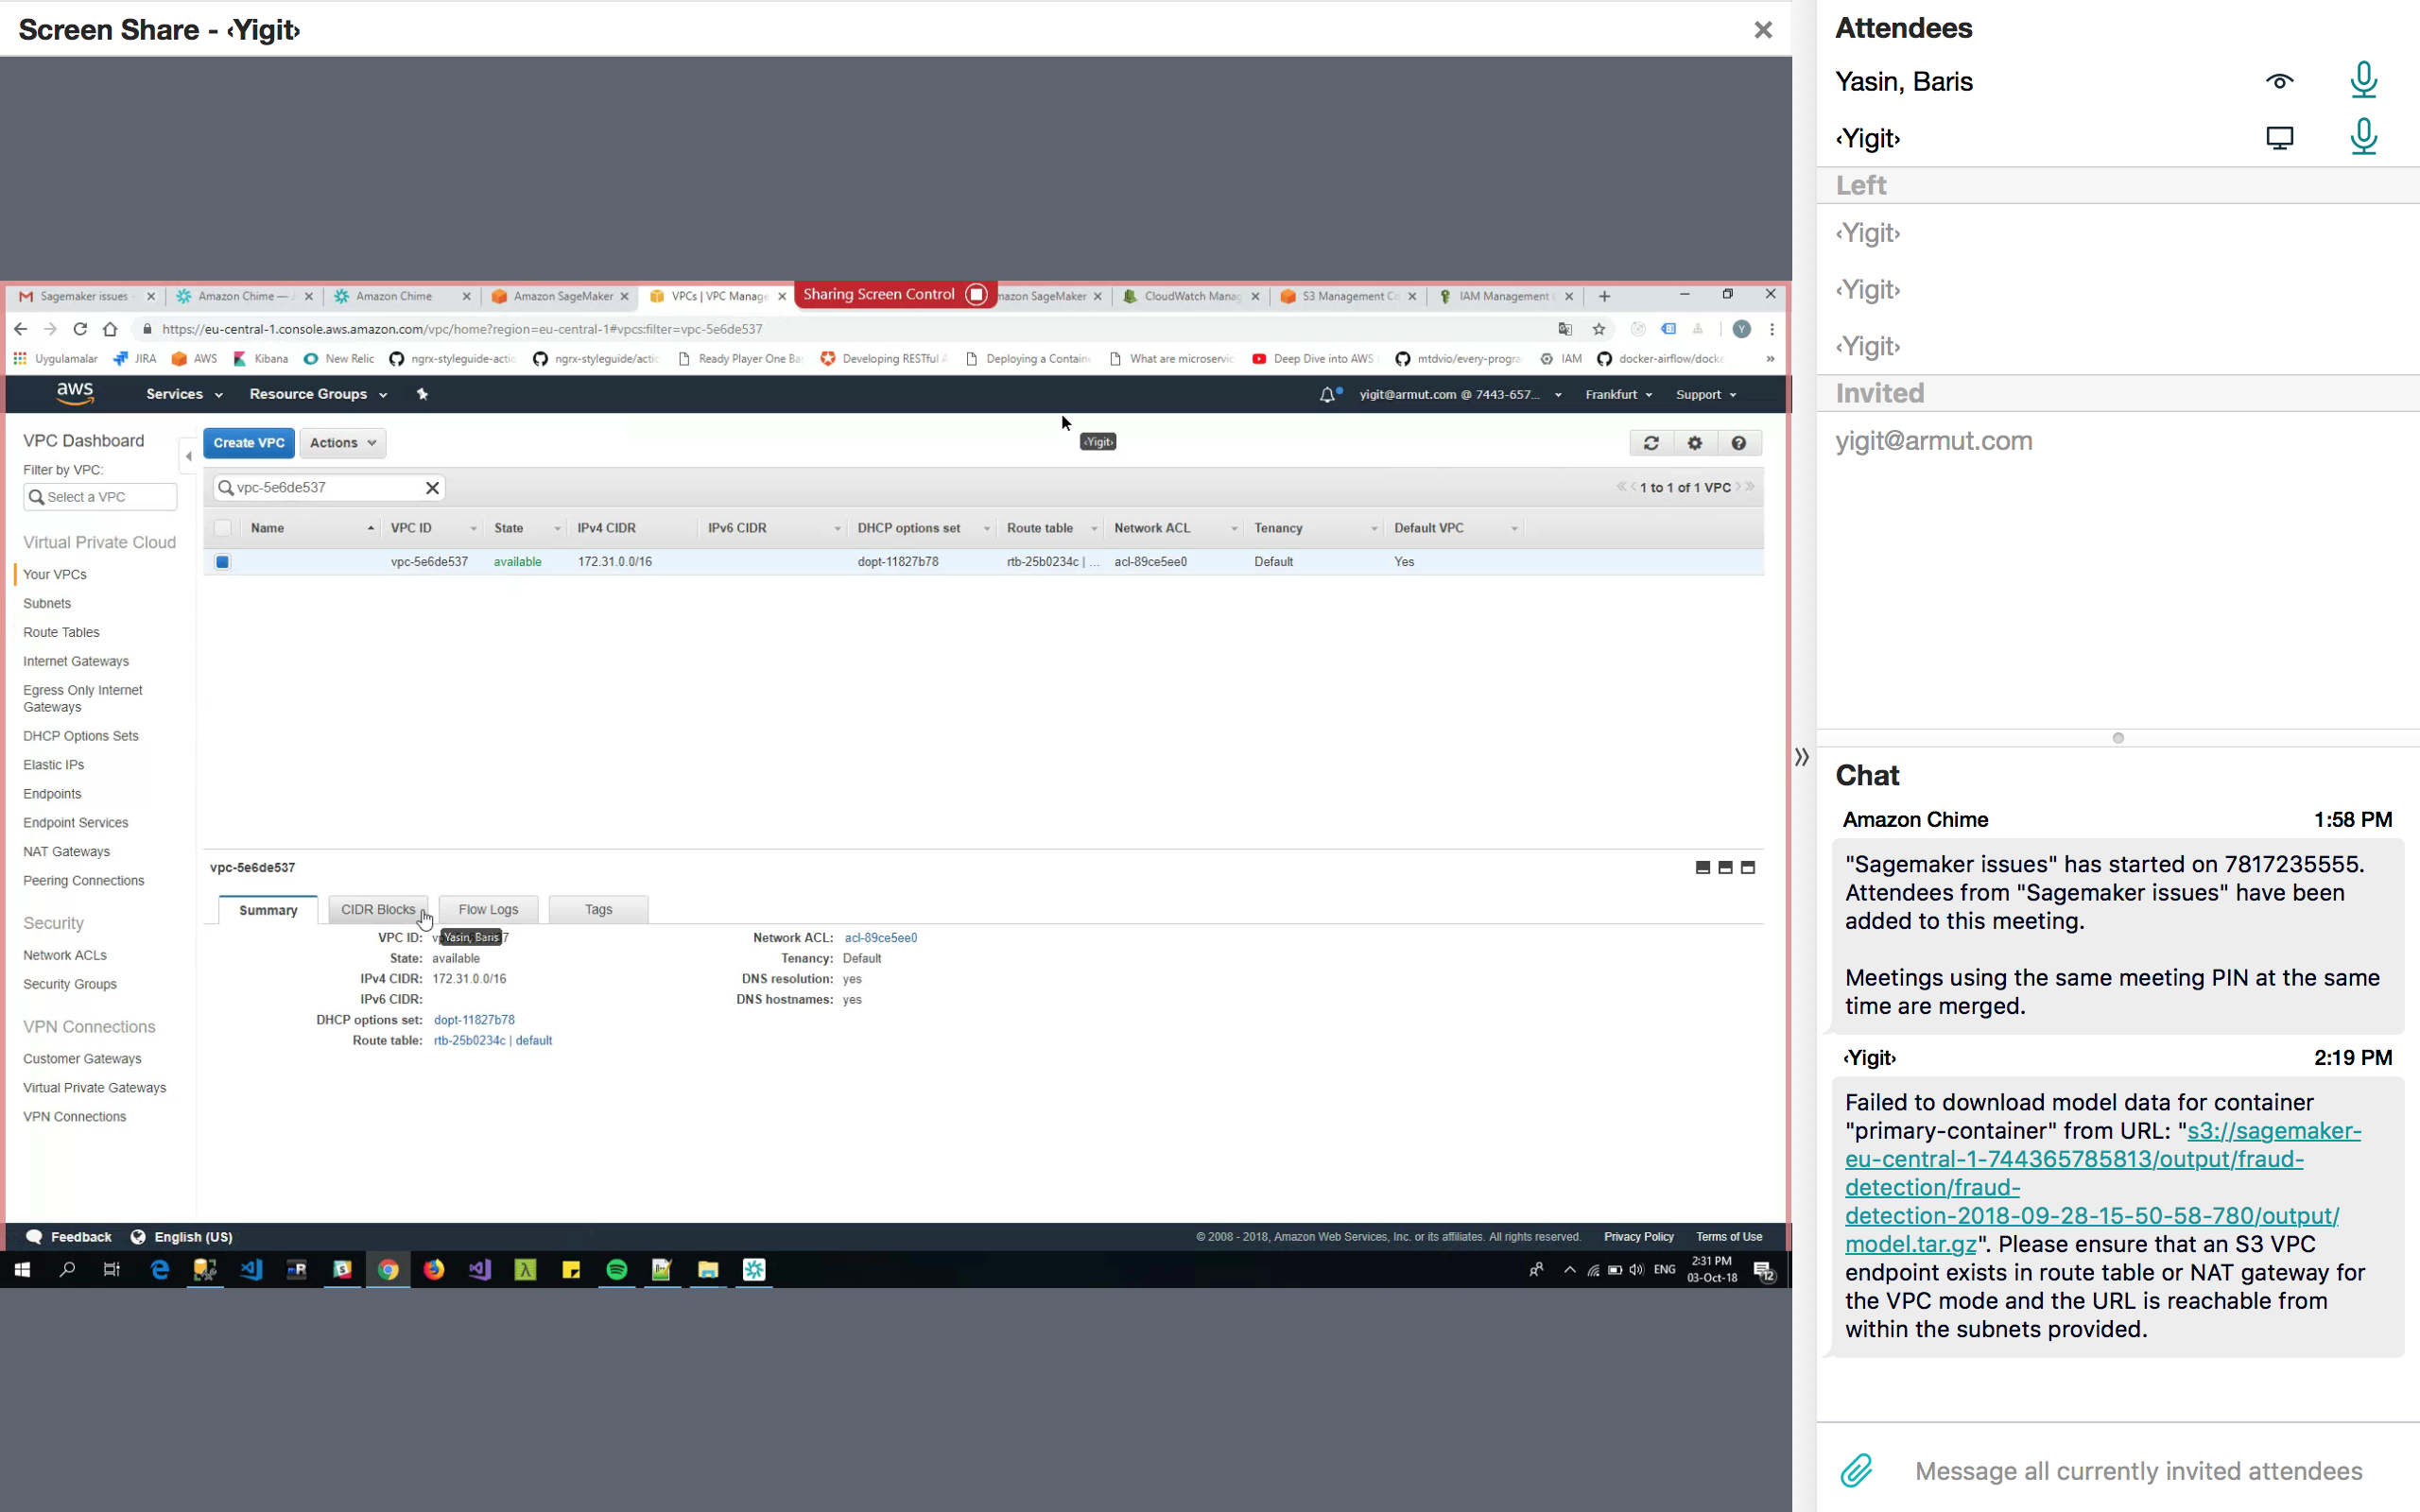 Screen Share - ‹Yigit›
Sagemaker issues -
Amazon Chime — 
Amazon Chime
Amazon SageMaker
VPCs | VPC Manage
Sharing Screen Control
mazon SageMaker
CloudWatch Manag
S3 Management Co
IAM Management C
https://eu-central-1.console.aws.amazon.com/vpc/home?region=eu-central-1#vpcs:filter=vpc-5e6de537
Y
Uygulamalar
JIRA
AWS
Kibana
New Relic
ngrx-styleguide-actic
ngrx-styleguide/actic
Ready Player One Ba
Developing RESTful A
Deploying a Contain
What are microservic
Deep Dive into AWS
mtdvio/every-progra
IAM
docker-airflow/docke
»
aws
Services
Resource Groups
yigit@armut.com @ 7443-657...
Frankfurt
Support
VPC Dashboard
Filter by VPC:
Select a VPC
Virtual Private Cloud
Your VPCs
Subnets
Route Tables
Internet Gateways
Egress Only Internet
Gateways
DHCP Options Sets
Elastic IPs
Endpoints
Endpoint Services
NAT Gateways
Peering Connections
Security
Network ACLs
Security Groups
VPN Connections
Customer Gateways
Virtual Private Gateways
VPN Connections
Create VPC
Actions
‹Yigit›
vpc-5e6de537
1 to 1 of 1 VPC
Name
VPC ID
State
IPv4 CIDR
IPv6 CIDR
DHCP options set
Route table
Network ACL
Tenancy
Default VPC
vpc-5e6de537
available
172.31.0.0/16
dopt-11827b78
rtb-25b0234c | ...
acl-89ce5ee0
Default
Yes
vpc-5e6de537
Summary
CIDR Blocks
Flow Logs
Tags
VPC ID:
Yasin, Baris
State: available
IPv4 CIDR: 172.31.0.0/16
IPv6 CIDR:
DHCP options set: dopt-11827b78
Route table: rtb-25b0234c | default
Network ACL: acl-89ce5ee0
Tenancy: Default
DNS resolution: yes
DNS hostnames: yes
Feedback
English (US)
© 2008 - 2018, Amazon Web Services, Inc. or its affiliates. All rights reserved.
Privacy Policy
Terms of Use
ENG
2:31 PM
03-Oct-18
12
Attendees
Yasin, Baris
‹Yigit›
Left
‹Yigit›
‹Yigit›
‹Yigit›
Invited
yigit@armut.com
Chat
Amazon Chime 1:58 PM
"Sagemaker issues" has started on 7817235555.
Attendees from "Sagemaker issues" have been
added to this meeting.
Meetings using the same meeting PIN at the same
time are merged.
‹Yigit› 2:19 PM
Failed to download model data for container
"primary-container" from URL: "s3://sagemaker-
eu-central-1-744365785813/output/fraud-
detection/fraud-
detection-2018-09-28-15-50-58-780/output/
model.tar.gz". Please ensure that an S3 VPC
endpoint exists in route table or NAT gateway for
the VPC mode and the URL is reachable from
within the subnets provided.
Message all currently invited attendees